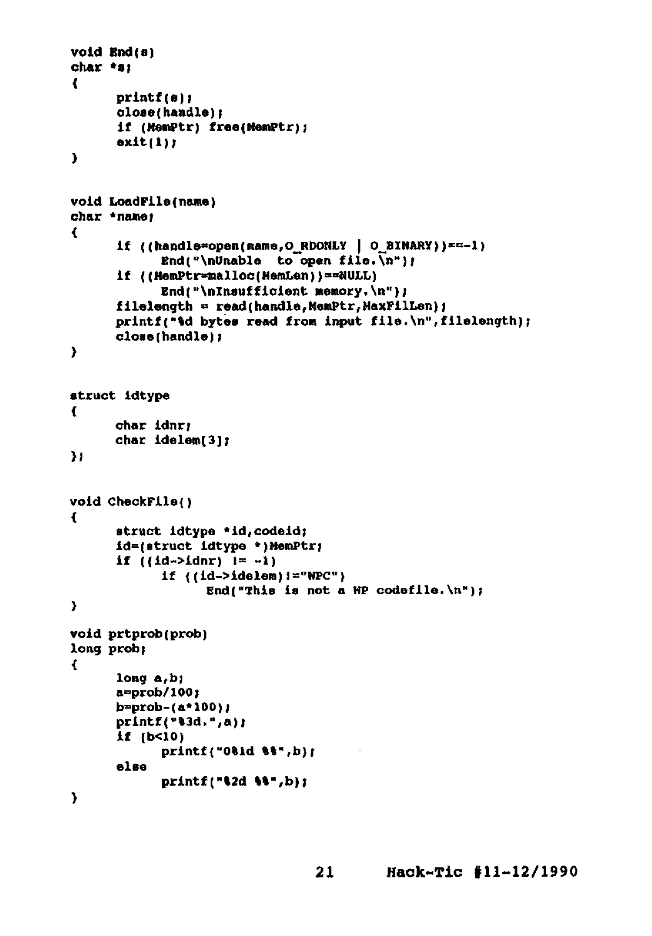 void End(s)
char *s;
{
printf(s);
close(handle);
if (MemPtr) free(MemPtr);
exit(1);
}
void LoadFile(name)
char *name;
{
if ((handle=open(name,O_RDONLY | O_BINARY))==-1)
End("\nUnable  to open file.\n");
if ((MemPtr=malloc(MemLen))==NULL)
End("\nInsufficient memory.\n");
filelength = read(handle,MemPtr,MaxFilLen);
printf("%d bytes read from input file.\n",filelength);
close(handle);
}
struct idtype
{
char idnr;
char idelem[3];
};
void CheckFile()
{
struct idtype *id,codeid;
id=(struct idtype *)MemPtr;
if ((id->idnr) != -1)
if ((id->idelem)!="WPC")
End("This is not a WP codefile.\n");
}
void prtprob(prob)
long prob;
{
long a,b;
a=prob/100;
b=prob-(a*100);
printf("%3d.",a);
if (b<10)
printf("0%1d %%",b);
else
printf("%2d %%",b);
}
21 Hack-Tic #11-12/1990